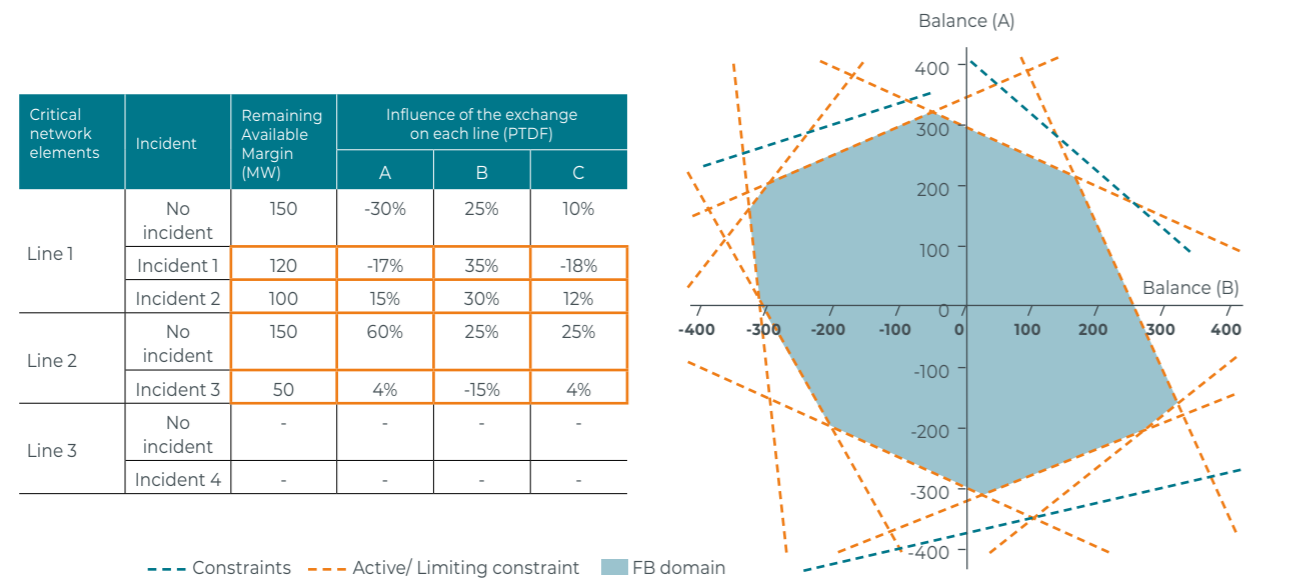 Critical
network
elements
Incident
Remaining
Available
Margin
(MW)
Influence of the exchange
on each line (PTDF)
A B C
Line 1
No
incident
150 -30% 25% 10%
Incident 1 120 -17% 35% -18%
Incident 2 100 15% 30% 12%
Line 2
No
incident
150 60% 25% 25%
Incident 3 50 4% -15% 4%
Line 3
No
incident
- - - -
Incident 4 - - - -
Balance (A)
400
300
200
100
0
-100
-200
-300
-400
Balance (B)
-400 -300 -200 -100 0 100 200 300 400
Constraints Active/ Limiting constraint FB domain